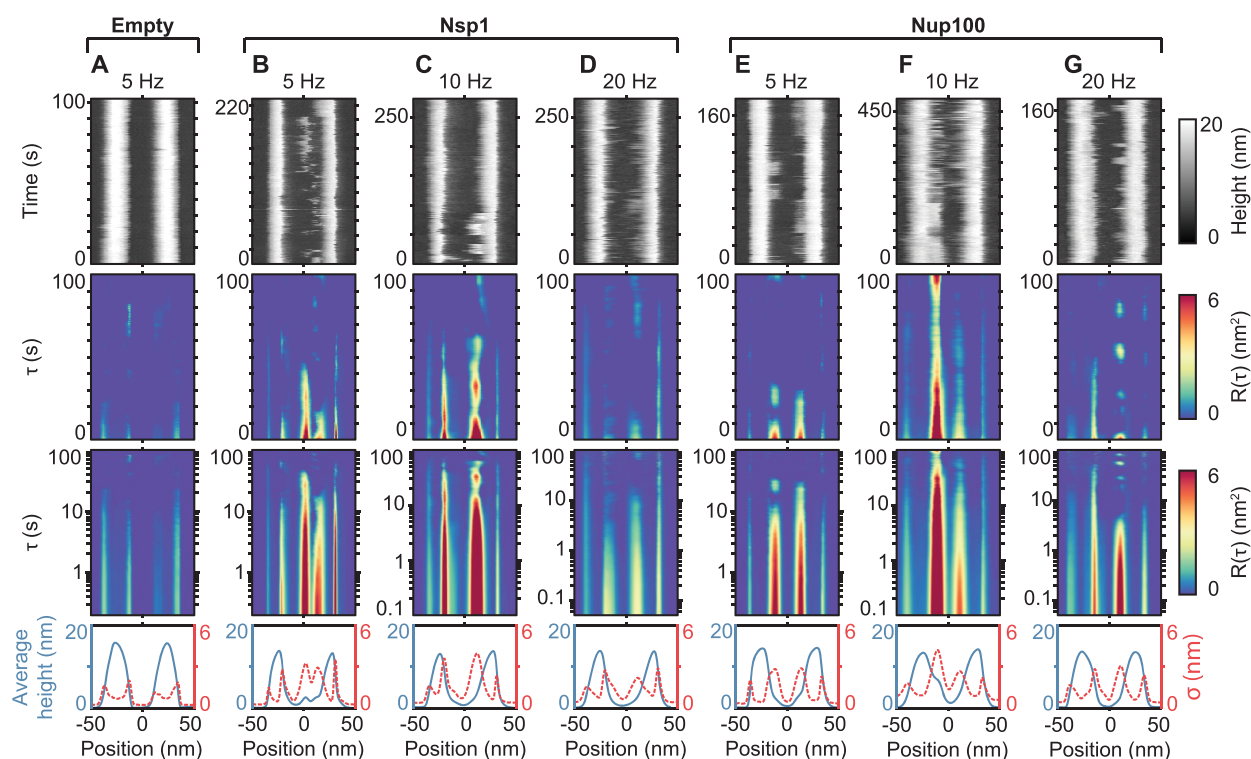 Empty Nsp1 Nup100
A B C D E F G
5 Hz 5 Hz 10 Hz 20 Hz 5 Hz 10 Hz 20 Hz
Time (s)
100 0 220 0 250 0 250 0 160 0 450 0 160 0
Height (nm)
20
0
τ (s)
100 0 100 0 100 0 100 0 100 0 100 0 100 0
R(τ) (nm²)
6
0
τ (s)
100 10 1 100 10 1 100 10 1 0.1 100 10 1 0.1 100 10 1 100 10 1 0.1 100 10 1 0.1
R(τ) (nm²)
6
0
Average height (nm)
20 0 6 0 20 0 6 0 20 0 6 0 20 0 6 0 20 0 6 0 20 0 6 0 20 0 6 0
σ (nm)
-50 0 50 -50 0 50 -50 0 50 -50 0 50 -50 0 50 -50 0 50 -50 0 50
Position (nm) Position (nm) Position (nm) Position (nm) Position (nm) Position (nm) Position (nm)